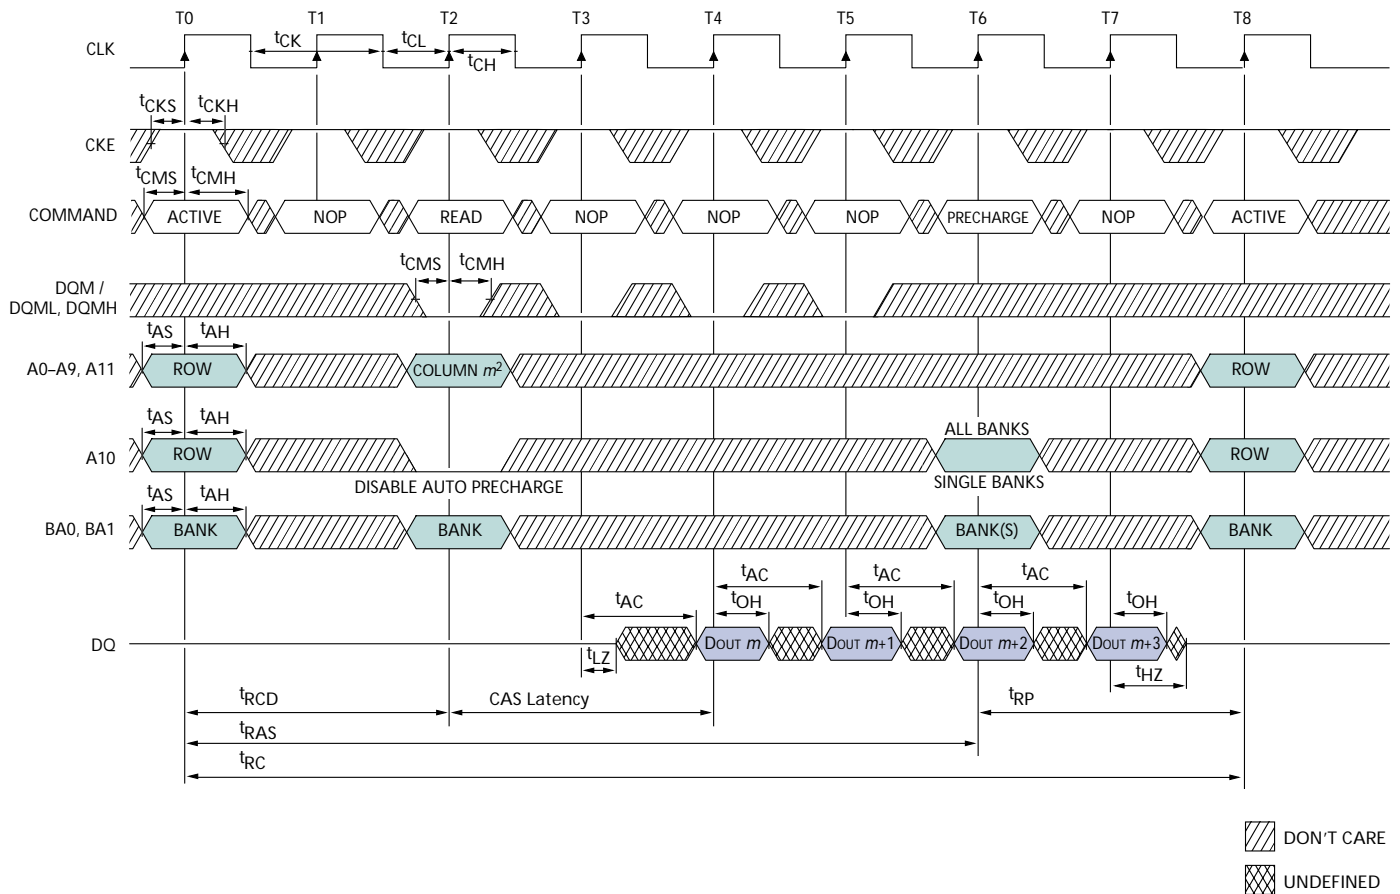 T0 T1 T2 T3 T4 T5 T6 T7 T8
CLK tCK tCL tCH
tCKS tCKH
CKE
tCMS tCMH
COMMAND ACTIVE NOP READ NOP NOP NOP PRECHARGE NOP ACTIVE
tCMS tCMH
DQM /
DQML, DQMH
tAS tAH
A0–A9, A11 ROW COLUMN m2 ROW
tAS tAH ALL BANKS
A10 ROW ROW
DISABLE AUTO PRECHARGE SINGLE BANKS
tAS tAH
BA0, BA1 BANK BANK BANK(S) BANK
tAC tAC tAC
tAC tOH tOH tOH tOH
DQ DOUT m DOUT m+1 DOUT m+2 DOUT m+3
tLZ tHZ
tRCD CAS Latency tRP
tRAS
tRC
DON'T CARE
UNDEFINED